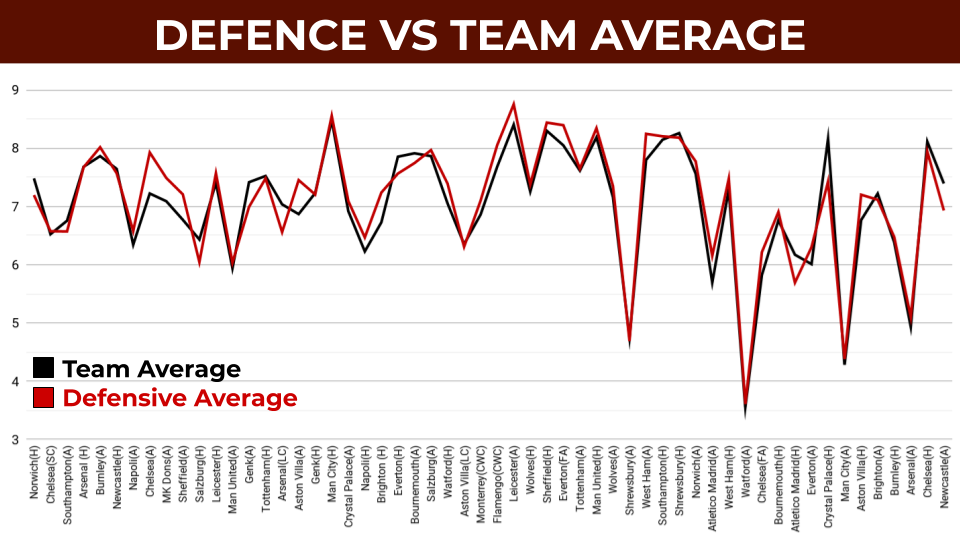 DEFENCE VS TEAM AVERAGE
9
8
7
6
5
4
3
Team Average
Defensive Average
Norwich(H)
Chelsea(SC)
Southampton(A)
Arsenal (H)
Burnley(A)
Newcastle(H)
Napoli(A)
Chelsea(A)
MK Dons(A)
Sheffield(A)
Salzburg(H)
Leicester(H)
Man United(A)
Genk(A)
Tottenham(H)
Arsenal(LC)
Aston Villa(A)
Genk(H)
Man City(H)
Crystal Palace(A)
Napoli(H)
Brighton (H)
Everton(H)
Bournemouth(A)
Salzburg(A)
Watford(H)
Aston Villa(LC)
Monterrey(CWC)
Flamengo(CWC)
Leicester(A)
Wolves(H)
Sheffield(H)
Everton(FA)
Tottenham(A)
Man United(H)
Wolves(A)
Shrewsbury(A)
West Ham(A)
Southampton(H)
Shrewsbury(H)
Norwich(A)
Atletico Madrid(A)
West Ham(H)
Watford(A)
Chelsea(FA)
Bournemouth(H)
Atletico Madrid(H)
Everton(A)
Crystal Palace(H)
Man City(A)
Aston Villa(H)
Brighton(A)
Burnley(H)
Arsenal(A)
Chelsea(H)
Newcastle(A)